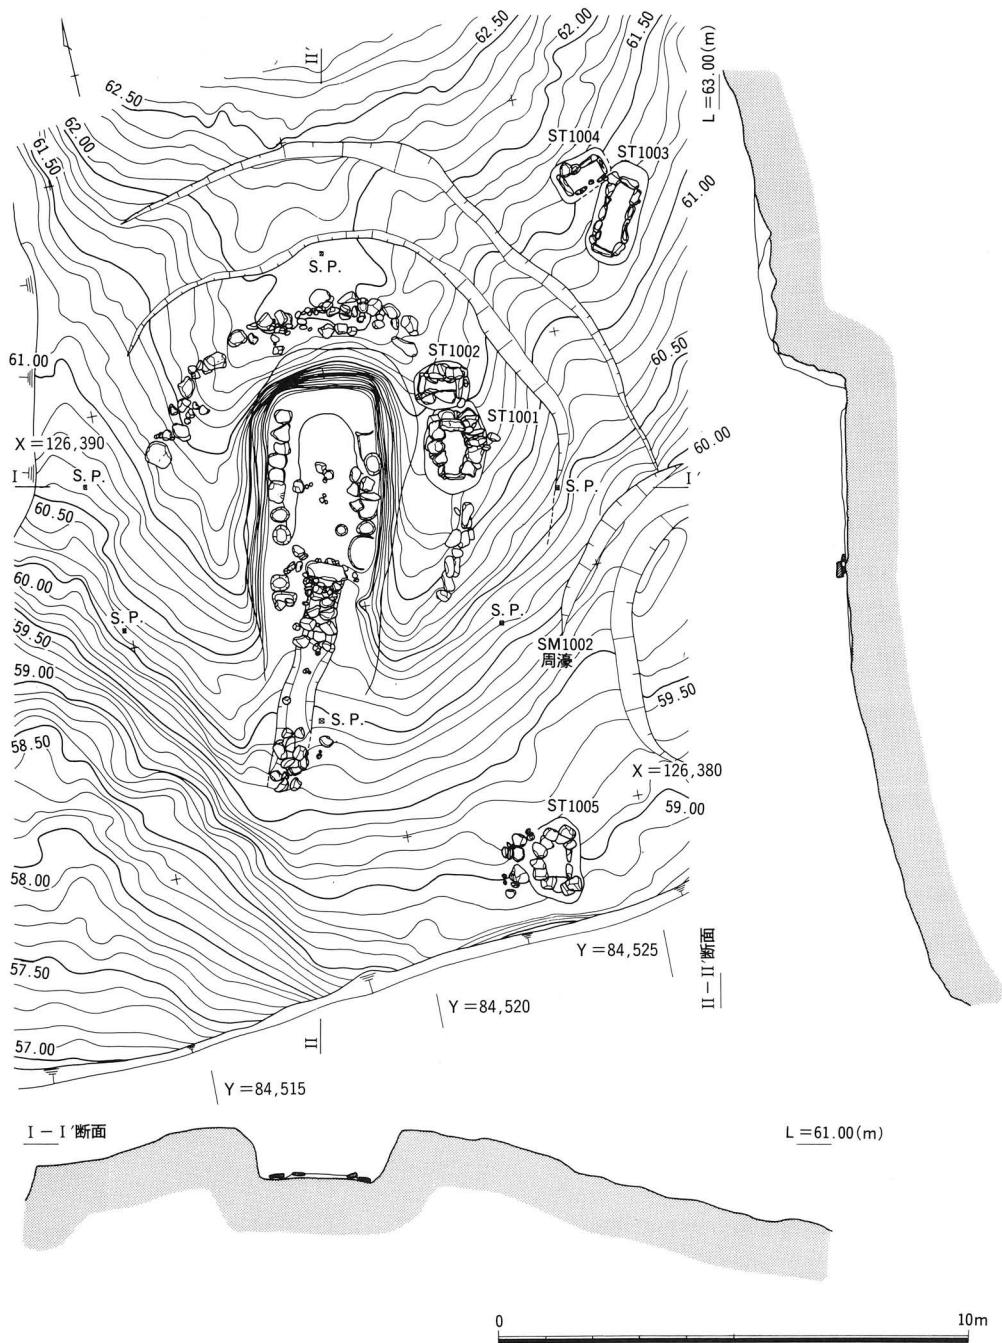 62.50
62.00
61.50
II'
L=63.00(m)
62.50
62.00
61.50
ST1004
ST1003
61.00
S.P.
60.50
61.00
ST1002
ST1001
60.00
X=126,390
I
I'
S.P.
S.P.
60.50
60.00
S.P.
S.P.
59.50
SM1002
周濠
59.00
59.50
S.P.
58.50
X=126,380
59.00
ST1005
58.00
57.50
Y=84,525
II-II'断面
Y=84,520
57.00
II
Y=84,515
I-I'断面
L=61.00(m)
0
10m